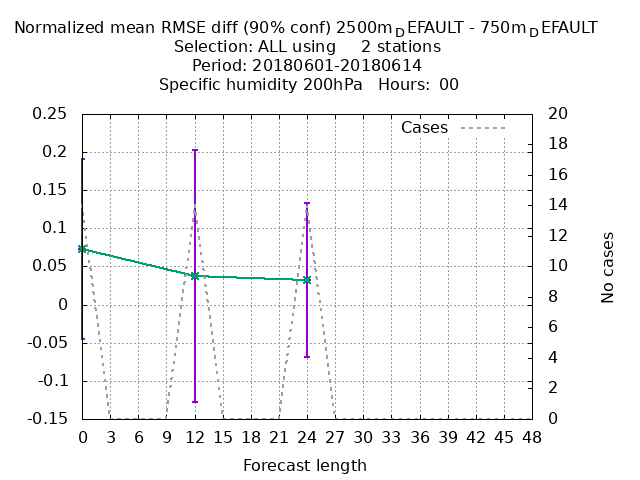 Normalized mean RMSE diff (90% conf) 2500mDEFAULT - 750mDEFAULT
Selection: ALL using 2 stations
Period: 20180601-20180614
Specific humidity 200hPa Hours: 00
Cases
0.25
0.2
0.15
0.1
0.05
0
-0.05
-0.1
-0.15
20
18
16
14
12
10
8
6
4
2
0
No cases
0 3 6 9 12 15 18 21 24 27 30 33 36 39 42 45 48
Forecast length